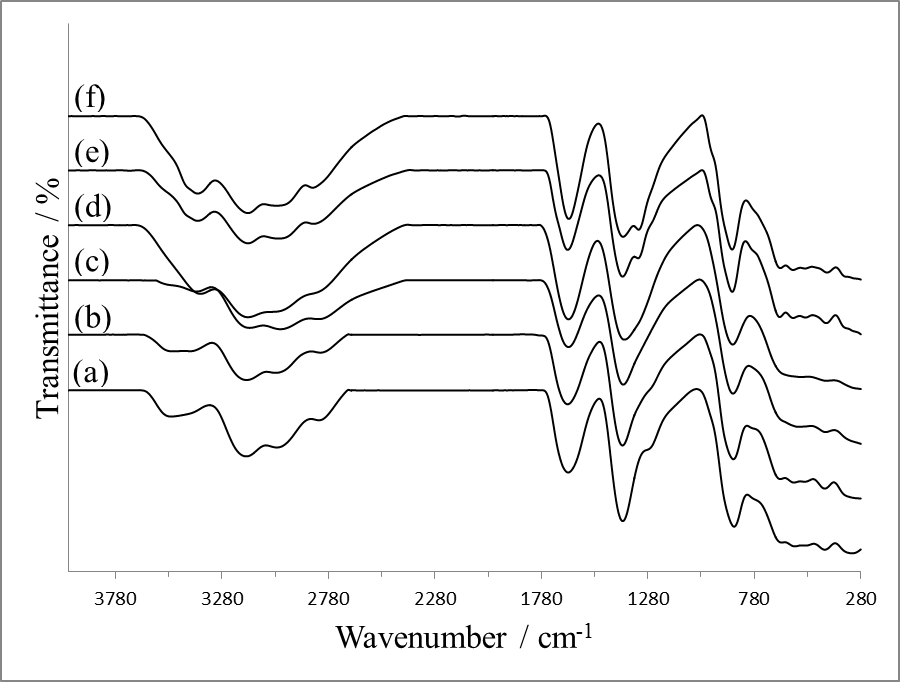 (f)
(e)
(d)
(c)
(b)
(a)
Transmittance / %
3780 3280 2780 2280 1780 1280 780 280
Wavenumber / cm-1